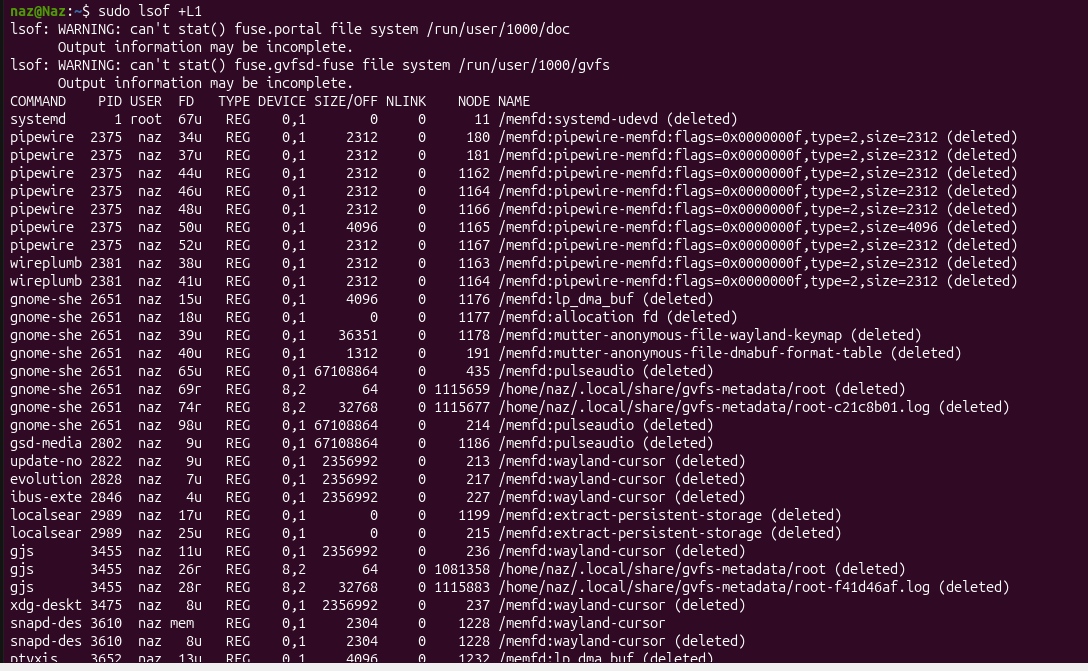 naz@Naz:~$ sudo lsof +L1
lsof: WARNING: can't stat() fuse.portal file system /run/user/1000/doc
      Output information may be incomplete.
lsof: WARNING: can't stat() fuse.gvfsd-fuse file system /run/user/1000/gvfs
      Output information may be incomplete.
COMMAND    PID USER  FD   TYPE DEVICE SIZE/OFF NLINK    NODE NAME
systemd      1 root  67u   REG    0,1        0     0      11 /memfd:systemd-udevd (deleted)
pipewire  2375  naz  34u   REG    0,1     2312     0     180 /memfd:pipewire-memfd:flags=0x0000000f,type=2,size=2312 (deleted)
pipewire  2375  naz  37u   REG    0,1     2312     0     181 /memfd:pipewire-memfd:flags=0x0000000f,type=2,size=2312 (deleted)
pipewire  2375  naz  44u   REG    0,1     2312     0    1162 /memfd:pipewire-memfd:flags=0x0000000f,type=2,size=2312 (deleted)
pipewire  2375  naz  46u   REG    0,1     2312     0    1164 /memfd:pipewire-memfd:flags=0x0000000f,type=2,size=2312 (deleted)
pipewire  2375  naz  48u   REG    0,1     2312     0    1166 /memfd:pipewire-memfd:flags=0x0000000f,type=2,size=2312 (deleted)
pipewire  2375  naz  50u   REG    0,1     4096     0    1165 /memfd:pipewire-memfd:flags=0x0000000f,type=2,size=4096 (deleted)
pipewire  2375  naz  52u   REG    0,1     2312     0    1167 /memfd:pipewire-memfd:flags=0x0000000f,type=2,size=2312 (deleted)
wireplumb 2381  naz  38u   REG    0,1     2312     0    1163 /memfd:pipewire-memfd:flags=0x0000000f,type=2,size=2312 (deleted)
wireplumb 2381  naz  41u   REG    0,1     2312     0    1164 /memfd:pipewire-memfd:flags=0x0000000f,type=2,size=2312 (deleted)
gnome-she 2651  naz  15u   REG    0,1     4096     0    1176 /memfd:lp_dma_buf (deleted)
gnome-she 2651  naz  18u   REG    0,1        0     0    1177 /memfd:allocation fd (deleted)
gnome-she 2651  naz  39u   REG    0,1    36351     0    1178 /memfd:mutter-anonymous-file-wayland-keymap (deleted)
gnome-she 2651  naz  40u   REG    0,1     1312     0     191 /memfd:mutter-anonymous-file-dmabuf-format-table (deleted)
gnome-she 2651  naz  65u   REG    0,1 67108864     0     435 /memfd:pulseaudio (deleted)
gnome-she 2651  naz  69r   REG    8,2       64     0 1115659 /home/naz/.local/share/gvfs-metadata/root (deleted)
gnome-she 2651  naz  74r   REG    8,2    32768     0 1115677 /home/naz/.local/share/gvfs-metadata/root-c21c8b01.log (deleted)
gnome-she 2651  naz  98u   REG    0,1 67108864     0     214 /memfd:pulseaudio (deleted)
gsd-media 2802  naz   9u   REG    0,1 67108864     0    1186 /memfd:pulseaudio (deleted)
update-no 2822  naz   9u   REG    0,1  2356992     0     213 /memfd:wayland-cursor (deleted)
evolution 2828  naz   7u   REG    0,1  2356992     0     217 /memfd:wayland-cursor (deleted)
ibus-exte 2846  naz   4u   REG    0,1  2356992     0     227 /memfd:wayland-cursor (deleted)
localsear 2989  naz  17u   REG    0,1        0     0    1199 /memfd:extract-persistent-storage (deleted)
localsear 2989  naz  25u   REG    0,1        0     0     215 /memfd:extract-persistent-storage (deleted)
gjs       3455  naz  11u   REG    0,1  2356992     0     236 /memfd:wayland-cursor (deleted)
gjs       3455  naz  26r   REG    8,2       64     0 1081358 /home/naz/.local/share/gvfs-metadata/root (deleted)
gjs       3455  naz  28r   REG    8,2    32768     0 1115883 /home/naz/.local/share/gvfs-metadata/root-f41d46af.log (deleted)
xdg-deskt 3475  naz   8u   REG    0,1  2356992     0     237 /memfd:wayland-cursor (deleted)
snapd-des 3610  naz mem    REG    0,1     2304     0    1228 /memfd:wayland-cursor
snapd-des 3610  naz   8u   REG    0,1     2304     0    1228 /memfd:wayland-cursor (deleted)
ptyxis    3652  naz  13u   REG    0,1     4096     0    1232 /memfd:lp_dma_buf (deleted)